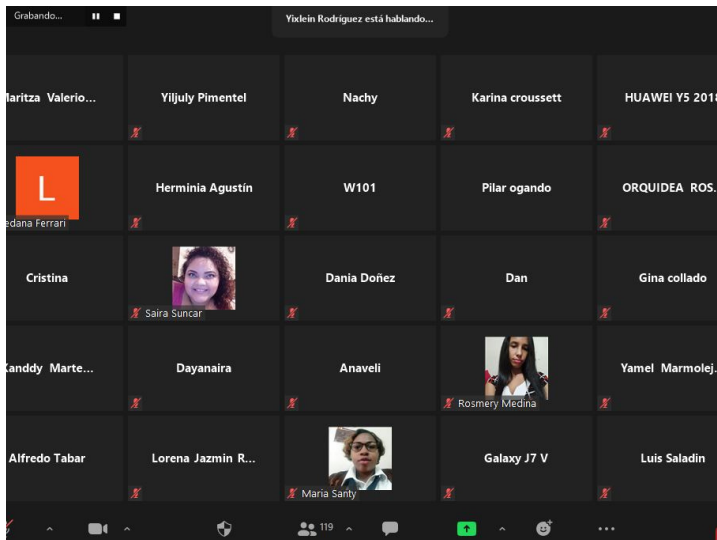 Grabando...
Yixlein Rodríguez está hablando...
laritza Valerio...
Yiljuly Pimentel
Nachy
Karina croussett
HUAWEI Y5 2018
L
edana Ferrari
Herminia Agustín
W101
Pilar ogando
ORQUIDEA ROS...
Cristina
Saira Suncar
Dania Doñez
Dan
Gina collado
Kanddy Marte...
Dayanaira
Anaveli
Rosmery Medina
Yamel Marmolej...
Alfredo Tabar
Lorena Jazmin R...
Maria Santy
Galaxy J7 V
Luis Saladin
119